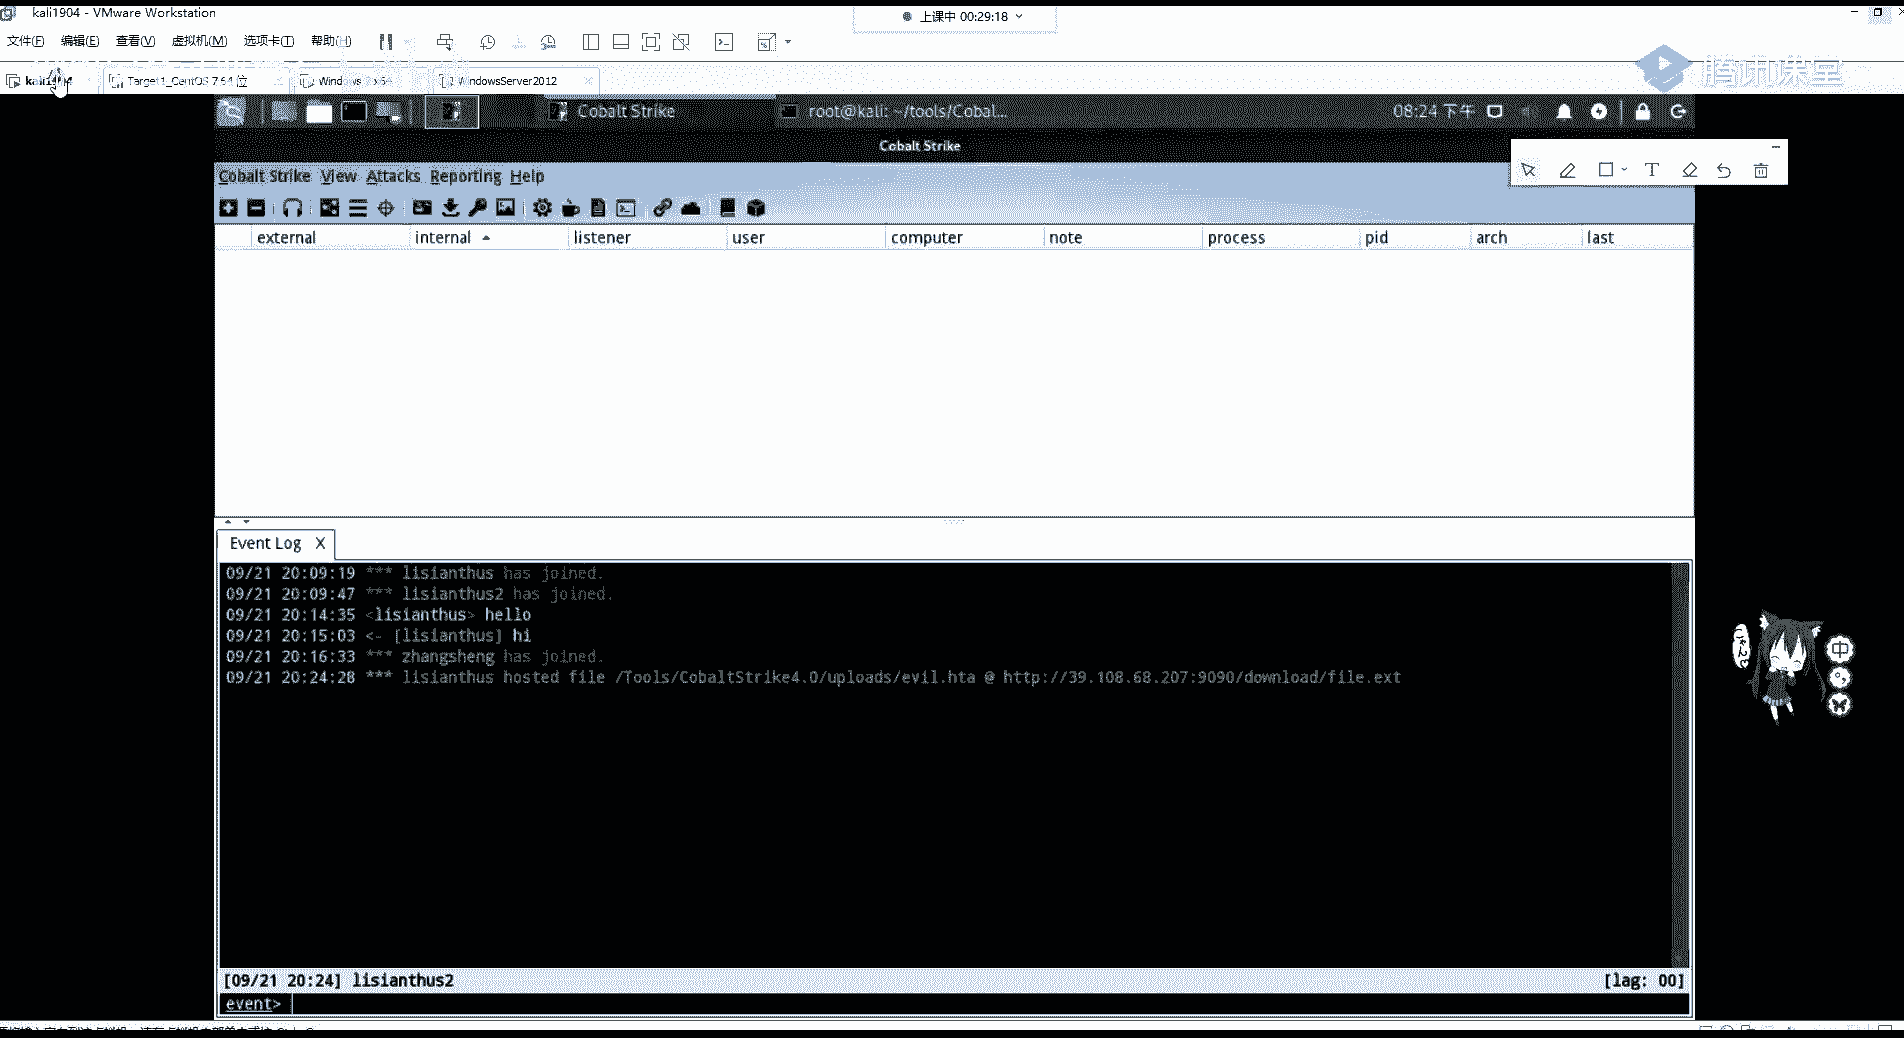 kali1904 - VMware Workstation
上课中 00:29:18
文件(F) 编辑(E) 查看(V) 虚拟机(M) 选项卡(T) 帮助(H)
kali1904 Target1_CentOS 7 64 位 Windows 7 x64 WindowsServer2012
腾讯课堂
Cobalt Strike root@kali: ~/tools/Cobal... 08:24 下午
Cobalt Strike
Cobalt Strike View Attacks Reporting Help
external internal listener user computer note process pid arch last
Event Log X
09/21 20:09:19 *** lisianthus has joined.
09/21 20:09:47 *** lisianthus2 has joined.
09/21 20:14:35 <lisianthus> hello
09/21 20:15:03 <- [lisianthus] hi
09/21 20:16:33 *** zhangsheng has joined.
09/21 20:24:28 *** lisianthus hosted file /Tools/CobaltStrike4.0/uploads/evil.hta @ http://39.108.68.207:9090/download/file.ext
中
[09/21 20:24] lisianthus2 [lag: 00]
event>